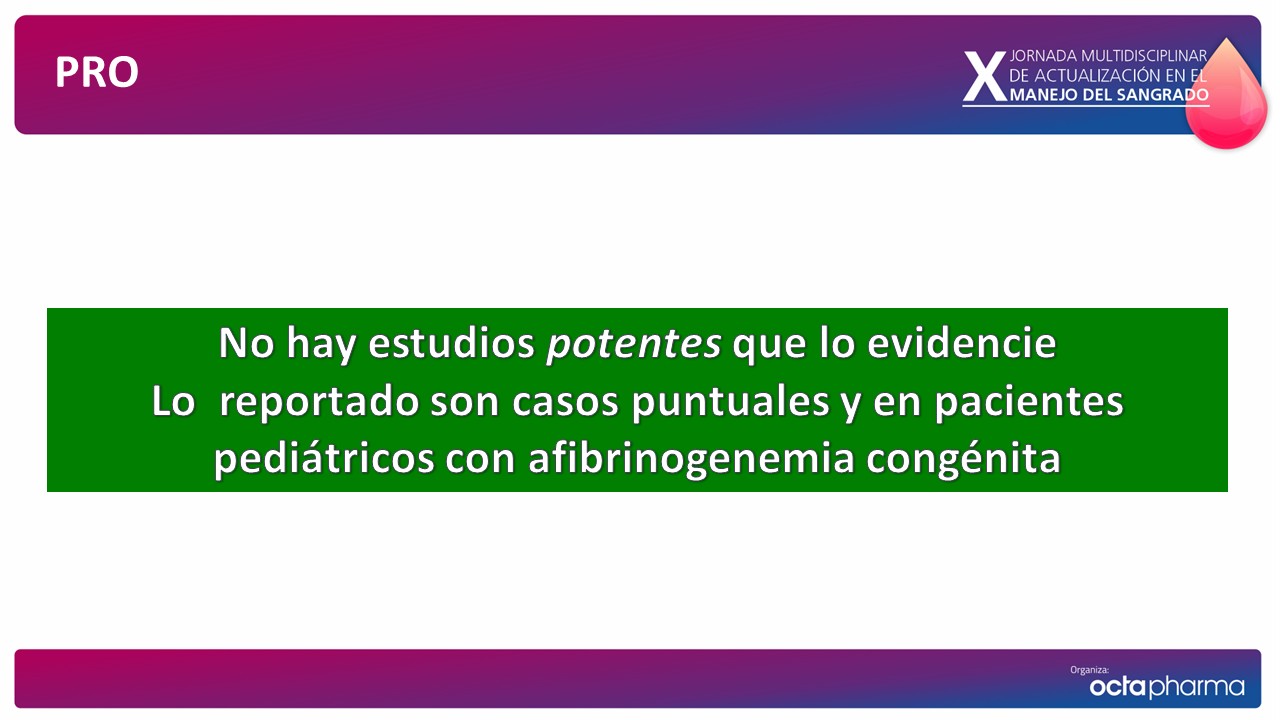 PRO
X JORNADA MULTIDISCIPLINAR
DE ACTUALIZACIÓN EN EL
MANEJO DEL SANGRADO
No hay estudios potentes que lo evidencie
Lo  reportado son casos puntuales y en pacientes
pediátricos con afibrinogenemia congénita
Organiza:
octapharma